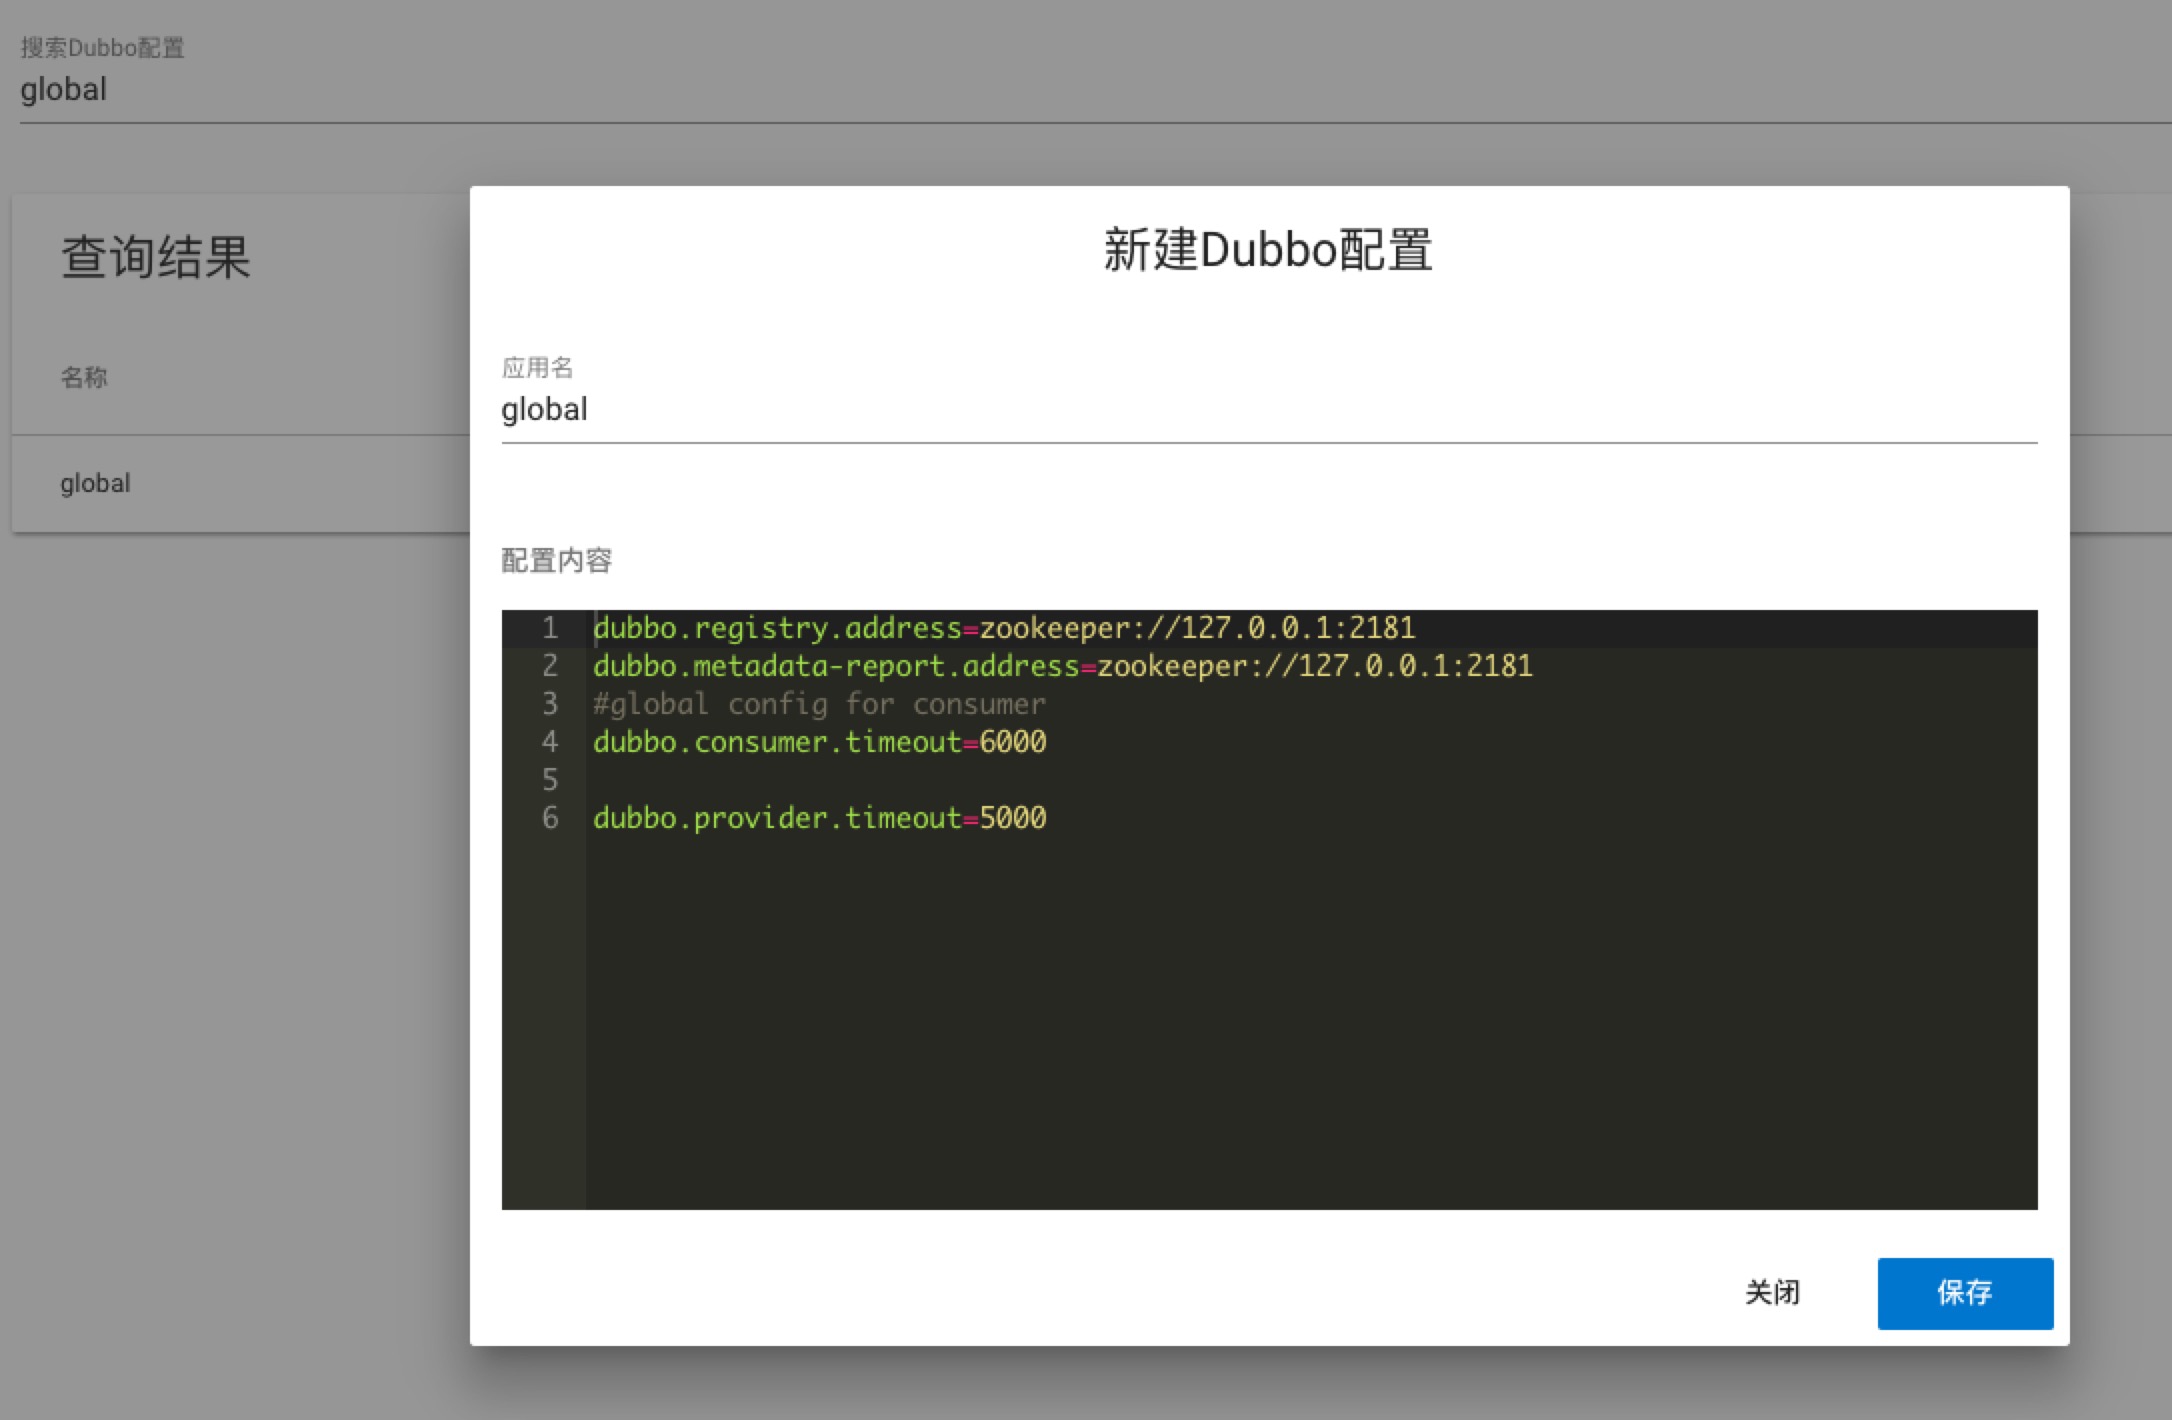 搜索Dubbo配置
global
查询结果
名称
global
新建Dubbo配置
应用名
global
配置内容
1 dubbo.registry.address=zookeeper://127.0.0.1:2181
2 dubbo.metadata-report.address=zookeeper://127.0.0.1:2181
3 #global config for consumer
4 dubbo.consumer.timeout=6000
5
6 dubbo.provider.timeout=5000
关闭 保存